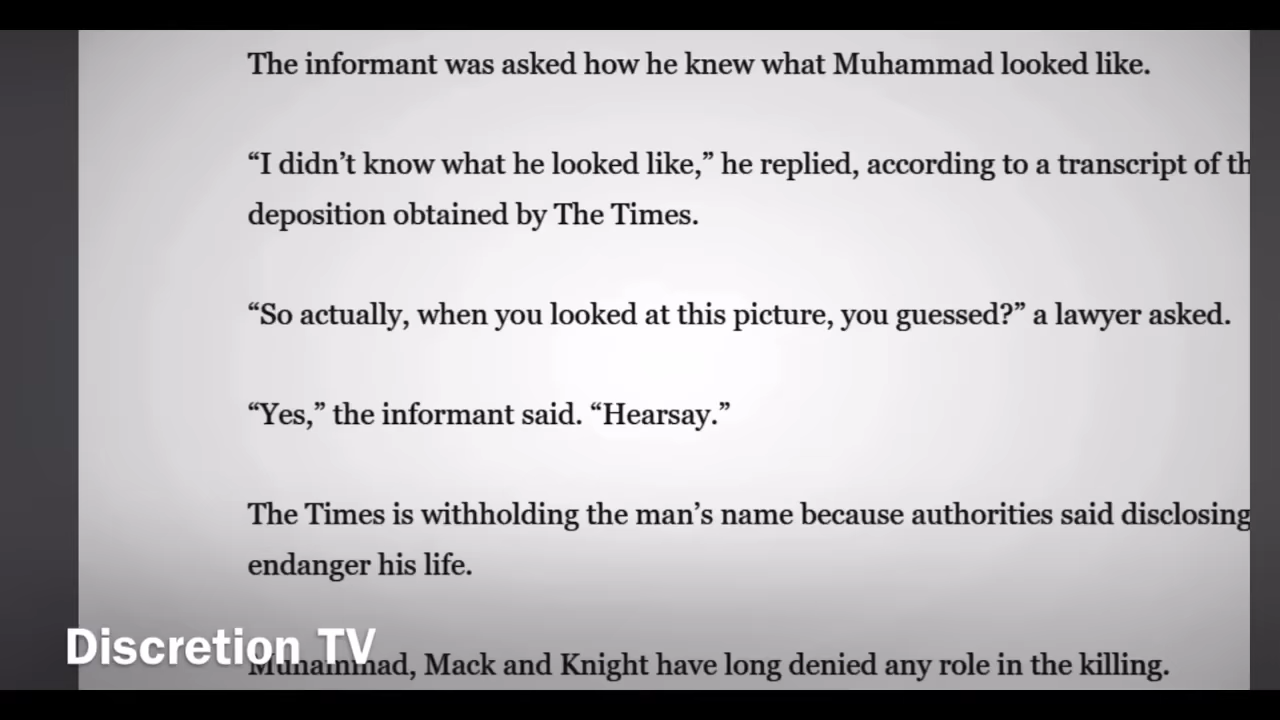 The informant was asked how he knew what Muhammad looked like.
“I didn’t know what he looked like,” he replied, according to a transcript of th
deposition obtained by The Times.
“So actually, when you looked at this picture, you guessed?” a lawyer asked.
“Yes,” the informant said. “Hearsay.”
The Times is withholding the man’s name because authorities said disclosing
endanger his life.
Discretion TV
Muhammad, Mack and Knight have long denied any role in the killing.